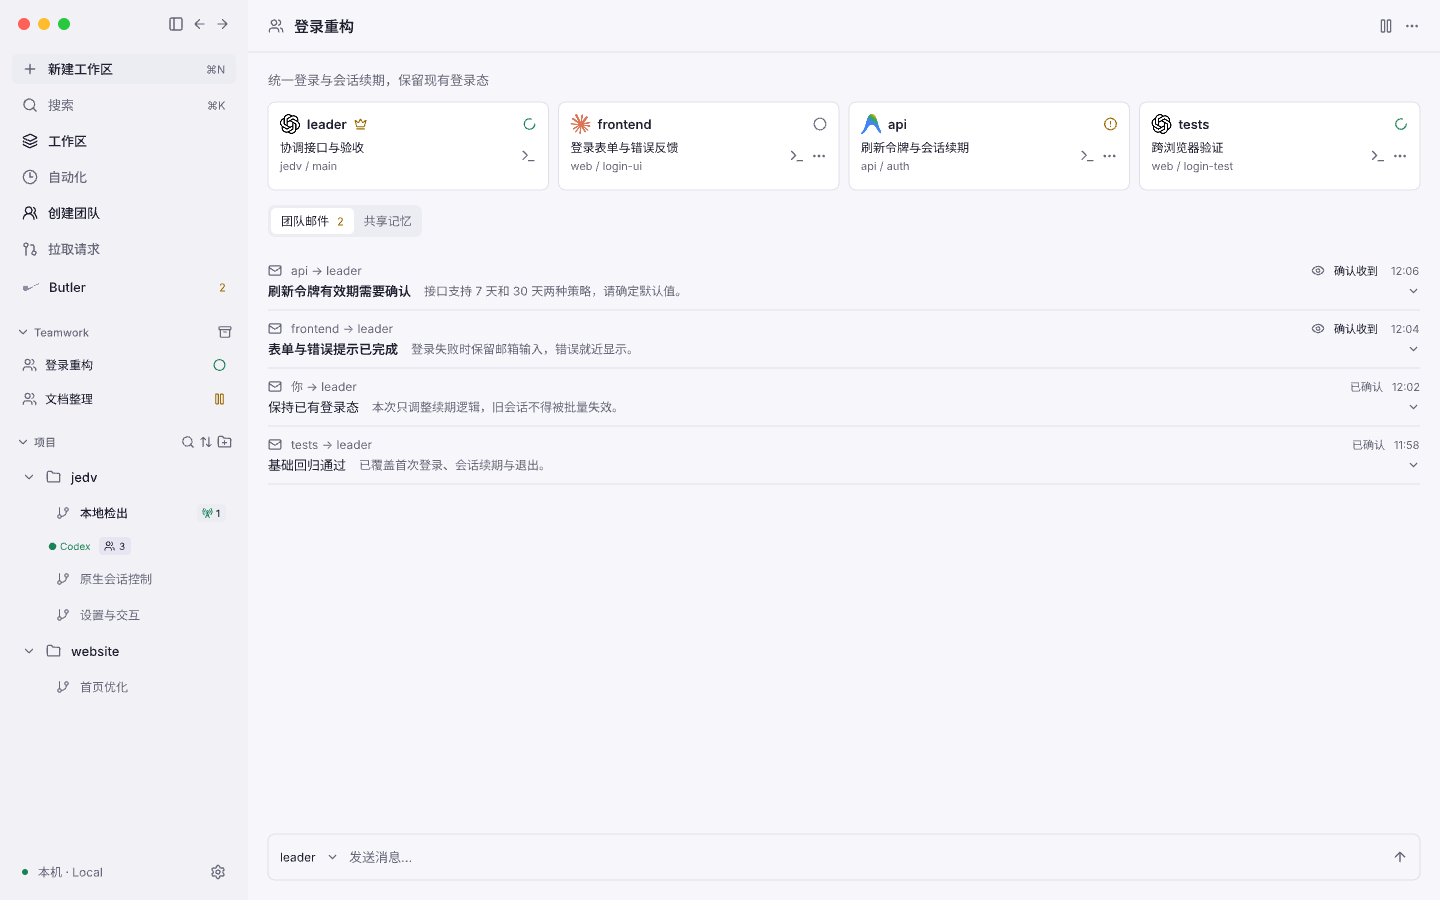 新建工作区 ⌘N
搜索 ⌘K
工作区
自动化
创建团队
拉取请求
Butler 2
Teamwork
登录重构
文档整理
项目
jedv
本地检出 1
Codex 3
原生会话控制
设置与交互
website
首页优化
本机 · Local
登录重构
统一登录与会话续期，保留现有登录态
leader
协调接口与验收
jedv / main
frontend
登录表单与错误反馈
web / login-ui
api
刷新令牌与会话续期
api / auth
tests
跨浏览器验证
web / login-test
团队邮件 2 共享记忆
api → leader 确认收到 12:06
刷新令牌有效期需要确认 接口支持 7 天和 30 天两种策略，请确定默认值。
frontend → leader 确认收到 12:04
表单与错误提示已完成 登录失败时保留邮箱输入，错误就近显示。
你 → leader 已确认 12:02
保持已有登录态 本次只调整续期逻辑，旧会话不得被批量失效。
tests → leader 已确认 11:58
基础回归通过 已覆盖首次登录、会话续期与退出。
leader 发送消息...